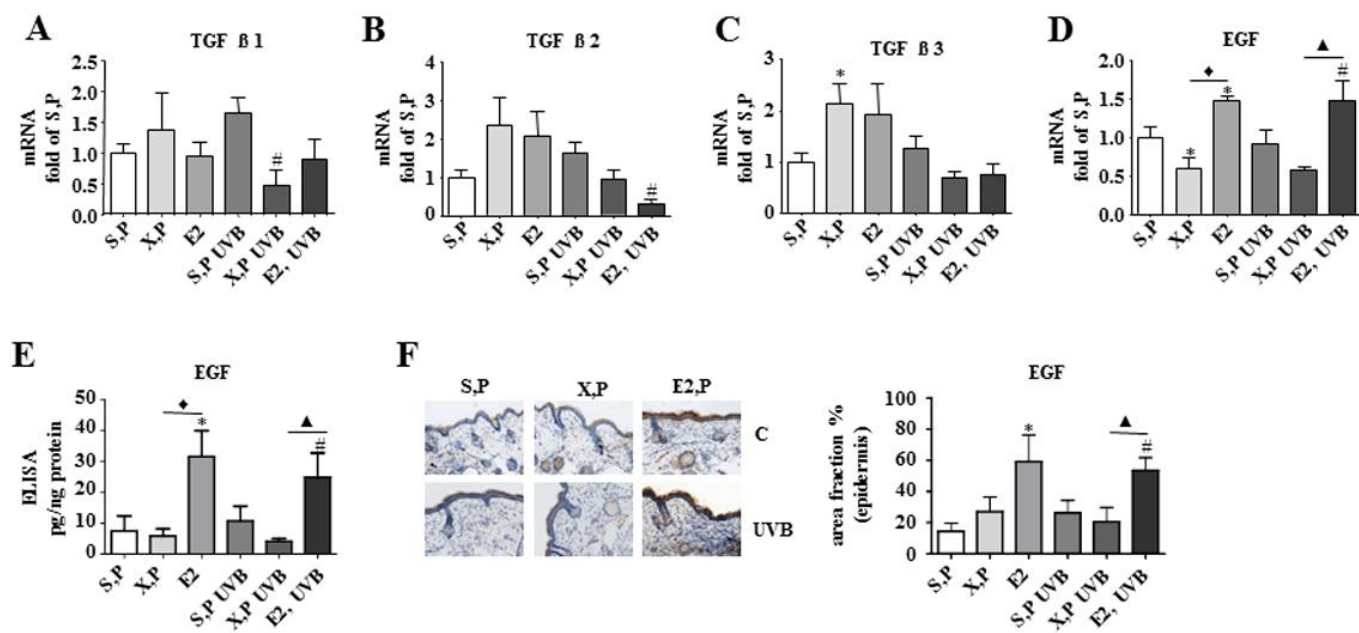 A
TGF ß 1
mRNA
fold of S,P
2.5
2.0
1.5
1.0
0.5
0.0
#
S,P
X,P
E2
S,P UVB
X,P UVB
E2, UVB
B
TGF ß 2
mRNA
fold of S,P
4
3
2
1
0
#
S,P
X,P
E2
S,P UVB
X,P UVB
E2, UVB
C
TGF ß 3
mRNA
fold of S,P
3
2
1
0
*
S,P
X,P
E2
S,P UVB
X,P UVB
E2, UVB
D
EGF
mRNA
fold of S,P
2.0
1.5
1.0
0.5
0.0
♦
▲
*
*
#
S,P
X,P
E2
S,P UVB
X,P UVB
E2, UVB
E
EGF
ELISA
pg/ng protein
50
40
30
20
10
0
♦
▲
*
#
S,P
X,P
E2
S,P UVB
X,P UVB
E2, UVB
F
S,P X,P E2,P
C
UVB
EGF
area fraction %
(epidermis)
100
80
60
40
20
0
▲
*
#
S,P
X,P
E2
S,P UVB
X,P UVB
E2, UVB